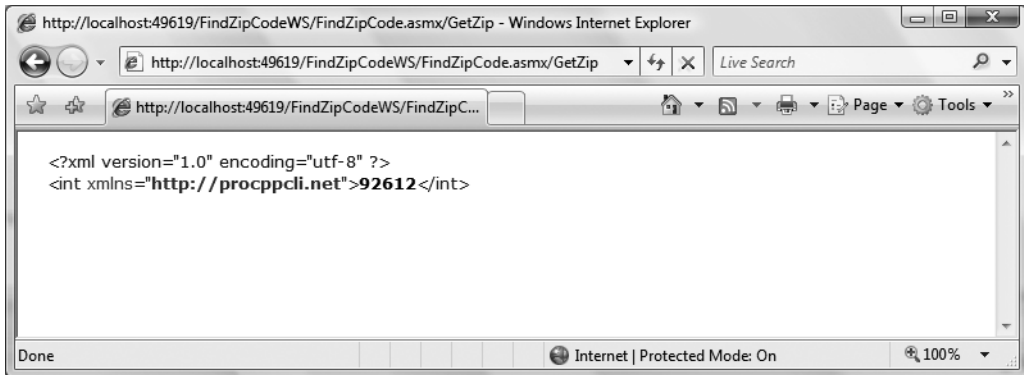 http://localhost:49619/FindZipCodeWS/FindZipCode.asmx/GetZip - Windows Internet Explorer
http://localhost:49619/FindZipCodeWS/FindZipCode.asmx/GetZip Live Search
http://localhost:49619/FindZipCodeWS/FindZipC... Page Tools »
<?xml version="1.0" encoding="utf-8" ?>
<int xmlns="http://procppcli.net">92612</int>
Done Internet | Protected Mode: On 100%